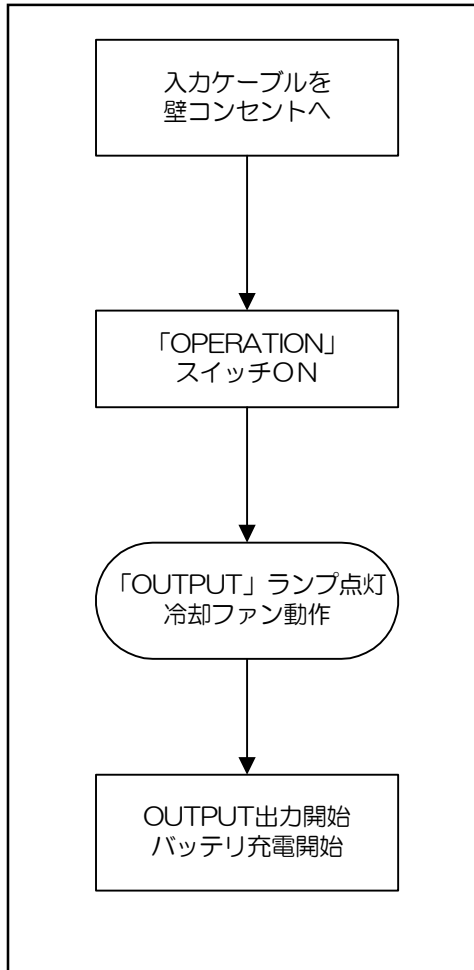 入力ケーブルを
壁コンセントへ
「OPERATION」
スイッチON
「OUTPUT」ランプ点灯
冷却ファン動作
OUTPUT出力開始
バッテリ充電開始